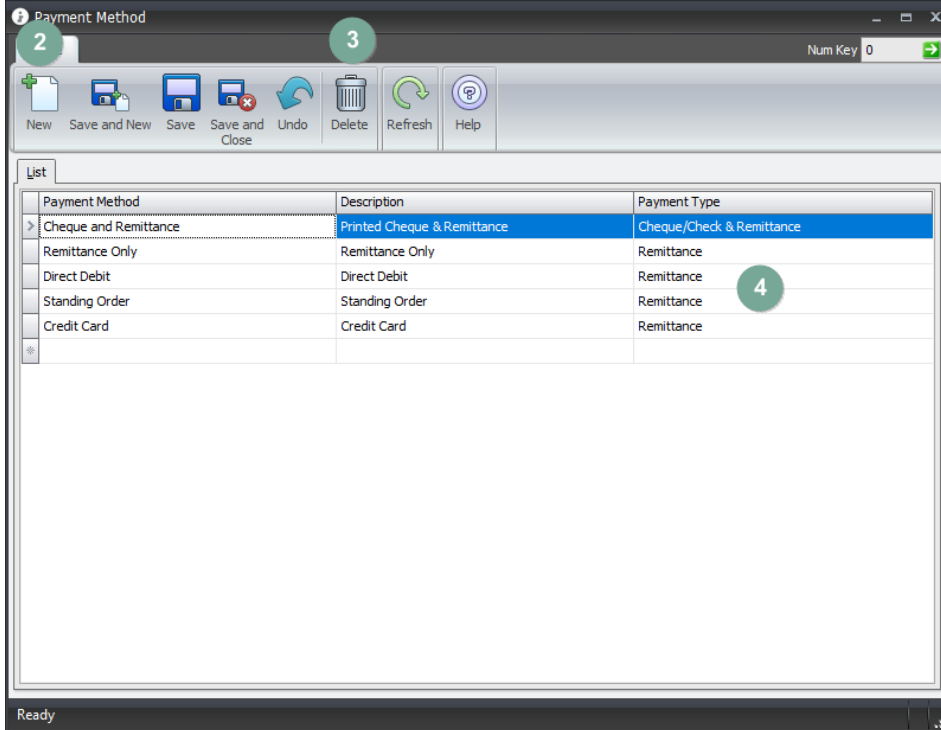 Payment Method
2
3
Num Key 0
New Save and New Save Save and Close Undo Delete Refresh Help
List
Payment Method Description Payment Type
Cheque and Remittance Printed Cheque & Remittance Cheque/Check & Remittance
Remittance Only Remittance Only Remittance
Direct Debit Direct Debit Remittance
4
Standing Order Standing Order Remittance
Credit Card Credit Card Remittance
Ready